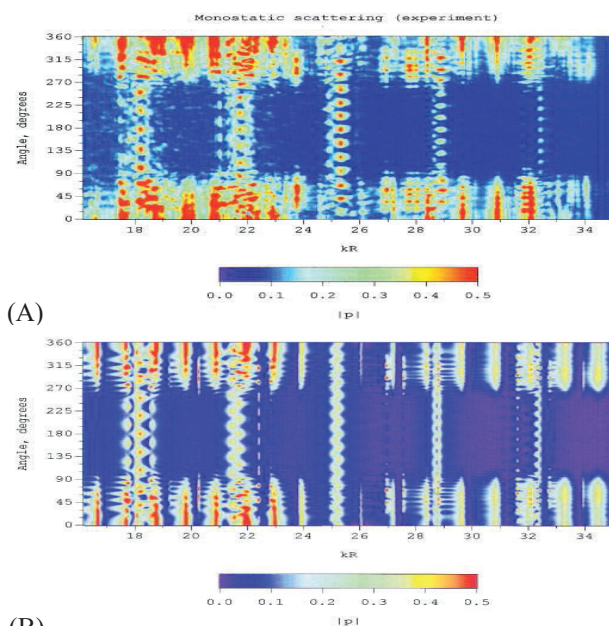 Monostatic scattering (experiment)
360
315
270
225
180
135
90
45
0
Angle, degrees
18 20 22 24 26 28 30 32 34
kR
0.0 0.1 0.2 0.3 0.4 0.5
|p|
(A)
360
315
270
225
180
135
90
45
0
Angle, degrees
18 20 22 24 26 28 30 32 34
kR
0.0 0.1 0.2 0.3 0.4 0.5
|p|
(B)